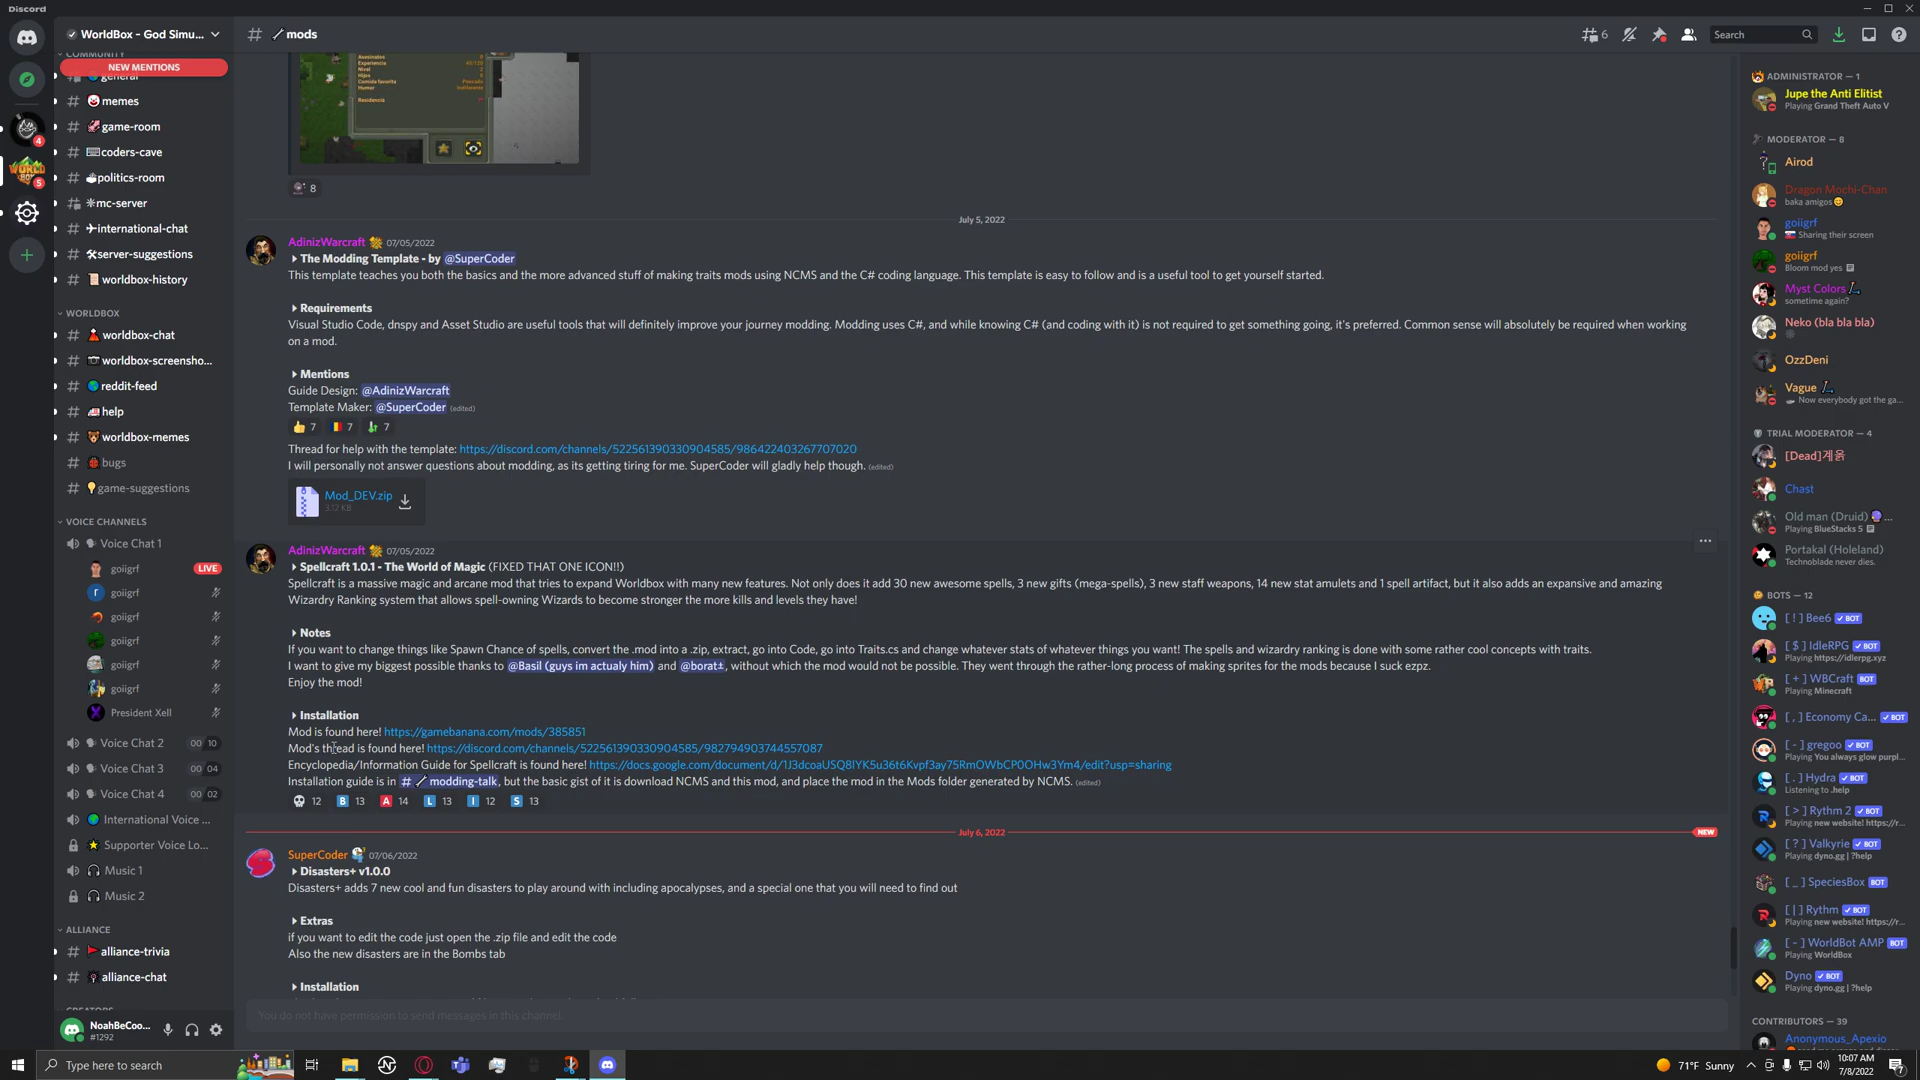 Discord
WorldBox - God Simu...
mods
6
Search
COMMUNITY
NEW MENTIONS
general
memes
game-room
coders-cave
politics-room
mc-server
international-chat
server-suggestions
worldbox-history
WORLDBOX
worldbox-chat
worldbox-screensho...
reddit-feed
help
worldbox-memes
bugs
game-suggestions
VOICE CHANNELS
Voice Chat 1
goiigrf
LIVE
goiigrf
goiigrf
goiigrf
goiigrf
goiigrf
President Xell
Voice Chat 2
00 10
Voice Chat 3
00 04
Voice Chat 4
00 02
International Voice ...
Supporter Voice Lo...
Music 1
Music 2
ALLIANCE
alliance-trivia
alliance-chat
CREATORS
NoahBeCoo...
#1292
4
WORLD BOX
5
Asesinatos
Experiencia
Nivel
Hijos
Comida favorita
Humor
Residencia
8
July 5, 2022
AdinizWarcraft 07/05/2022
The Modding Template - by @SuperCoder
This template teaches you both the basics and the more advanced stuff of making traits mods using NCMS and the C# coding language. This template is easy to follow and is a useful tool to get yourself started.
Requirements
Visual Studio Code, dnspy and Asset Studio are useful tools that will definitely improve your journey modding. Modding uses C#, and while knowing C# (and coding with it) is not required to get something going, it's preferred. Common sense will absolutely be required when working
on a mod.
Mentions
Guide Design: @AdinizWarcraft
Template Maker: @SuperCoder (edited)
7 7 7
Thread for help with the template: https://discord.com/channels/522561390330904585/986422403267707020
I will personally not answer questions about modding, as its getting tiring for me. SuperCoder will gladly help though. (edited)
Mod_DEV.zip
3.12 KB
AdinizWarcraft 07/05/2022
Spellcraft 1.0.1 - The World of Magic (FIXED THAT ONE ICON!!)
Spellcraft is a massive magic and arcane mod that tries to expand Worldbox with many new features. Not only does it add 30 new awesome spells, 3 new gifts (mega-spells), 3 new staff weapons, 14 new stat amulets and 1 spell artifact, but it also adds an expansive and amazing
Wizardry Ranking system that allows spell-owning Wizards to become stronger the more kills and levels they have!
Notes
If you want to change things like Spawn Chance of spells, convert the .mod into a .zip, extract, go into Code, go into Traits.cs and change whatever stats of whatever things you want! The spells and wizardry ranking is done with some rather cool concepts with traits.
I want to give my biggest possible thanks to @Basil (guys im actualy him) and @borat±, without which the mod would not be possible. They went through the rather-long process of making sprites for the mods because I suck ezpz.
Enjoy the mod!
Installation
Mod is found here! https://gamebanana.com/mods/385851
Mod's thread is found here! https://discord.com/channels/522561390330904585/982794903744557087
Encyclopedia/Information Guide for Spellcraft is found here! https://docs.google.com/document/d/1J3dcoaUSQ8IYK5u36t6Kvpf3ay75RmOWbCP0OHw3Ym4/edit?usp=sharing
Installation guide is in # modding-talk, but the basic gist of it is download NCMS and this mod, and place the mod in the Mods folder generated by NCMS. (edited)
12 B 13 A 14 L 13 I 12 S 13
July 6, 2022
NEW
SuperCoder 07/06/2022
Disasters+ v1.0.0
Disasters+ adds 7 new cool and fun disasters to play around with including apocalypses, and a special one that you will need to find out
Extras
if you want to edit the code just open the .zip file and edit the code
Also the new disasters are in the Bombs tab
Installation
You do not have permission to send messages in this channel.
ADMINISTRATOR — 1
Jupe the Anti Elitist
Playing Grand Theft Auto V
MODERATOR — 8
Airod
Dragon Mochi-Chan
baka amigos
goiigrf
Sharing their screen
goiigrf
Bloom mod yes
Myst Colors
sometime again?
Neko (bla bla bla)
OzzDeni
Vague
Now everybody got the ga...
TRIAL MODERATOR — 4
[Dead]계옭
Chast
Old man (Druid) ...
Playing BlueStacks 5
Portakal (Holeland)
Technoblade never dies.
BOTS — 12
[ ! ] Bee6 BOT
[ $ ] IdleRPG BOT
Playing https://idlerpg.xyz
[ + ] WBCraft BOT
Playing Minecraft
[ , ] Economy Ca... BOT
[ - ] gregoo BOT
Playing You always glow purpl...
[ . ] Hydra BOT
Listening to .help
[ > ] Rythm 2 BOT
Playing new website! https://r...
[ ? ] Valkyrie BOT
Playing dyno.gg | ?help
[ _ ] SpeciesBox BOT
[ | ] Rythm BOT
Playing new website! https://r...
[ - ] WorldBot AMP BOT
Playing WorldBox
Dyno BOT
Playing dyno.gg | ?help
CONTRIBUTORS — 39
Anonymous_Apexio
Type here to search
71°F Sunny
10:07 AM
7/8/2022
7